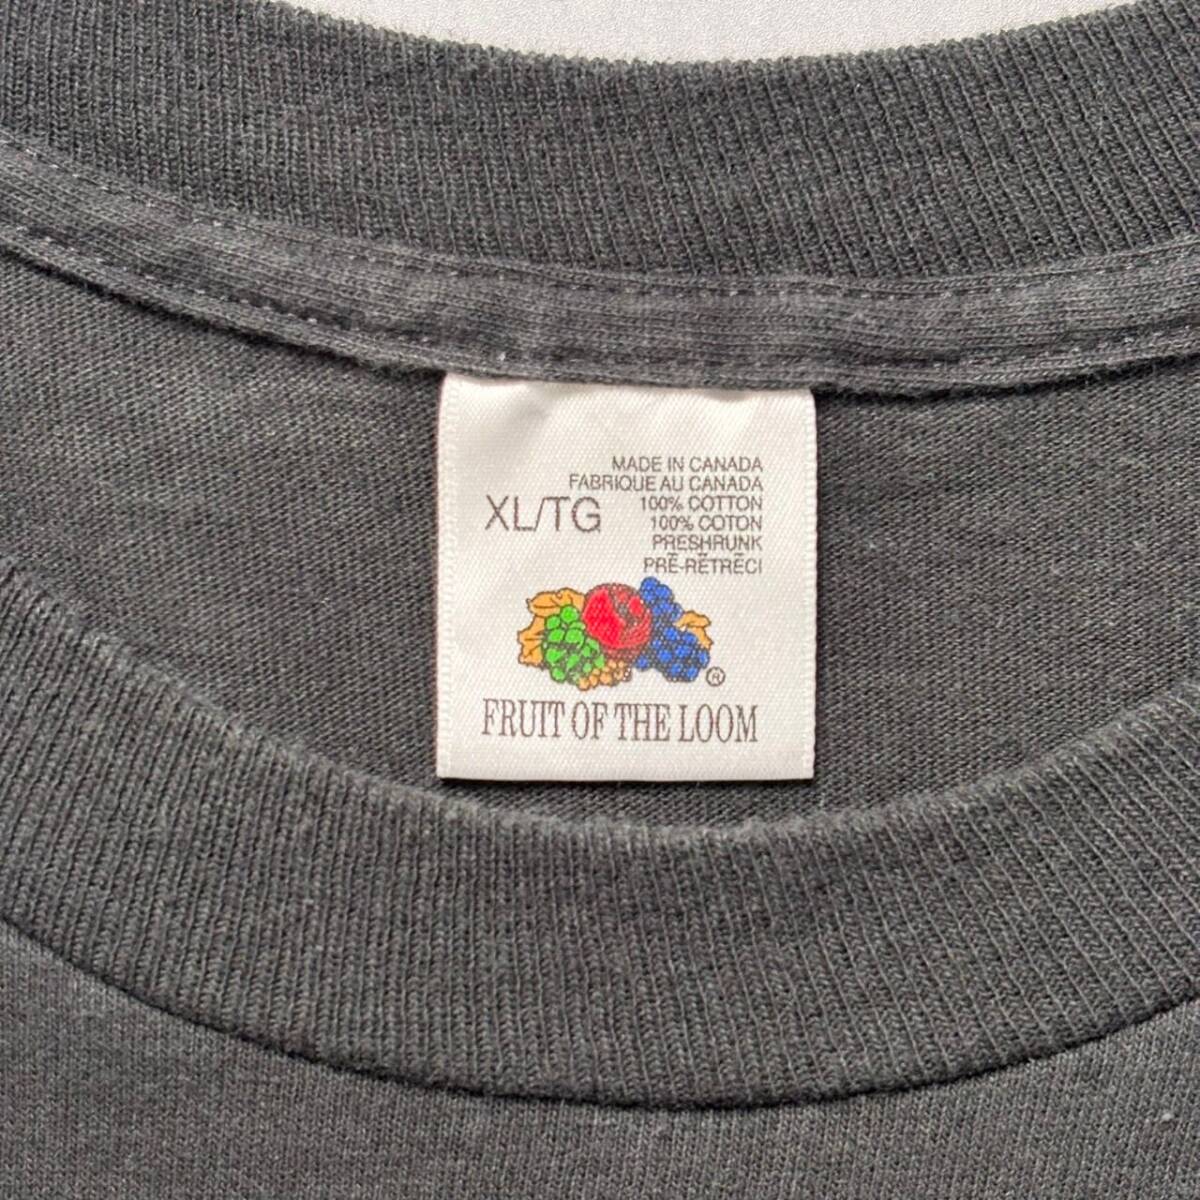 MADE IN CANADA
FABRIQUE AU CANADA
XL/TG
100% COTTON
100% COTON
PRESHRUNK
PRÉ-RÉTRÉCI
®
FRUIT OF THE LOOM